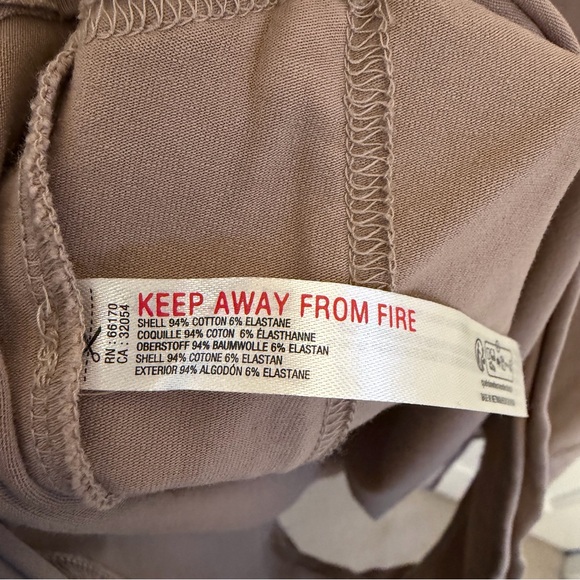 RN : 66170
CA : 32054
KEEP AWAY FROM FIRE
SHELL 94% COTTON 6% ELASTANE
COQUILLE 94% COTON 6% ÉLASTHANNE
OBERSTOFF 94% BAUMWOLLE 6% ELASTAN
SHELL 94% COTONE 6% ELASTAN
EXTERIOR 94% ALGODÓN 6% ELASTANE